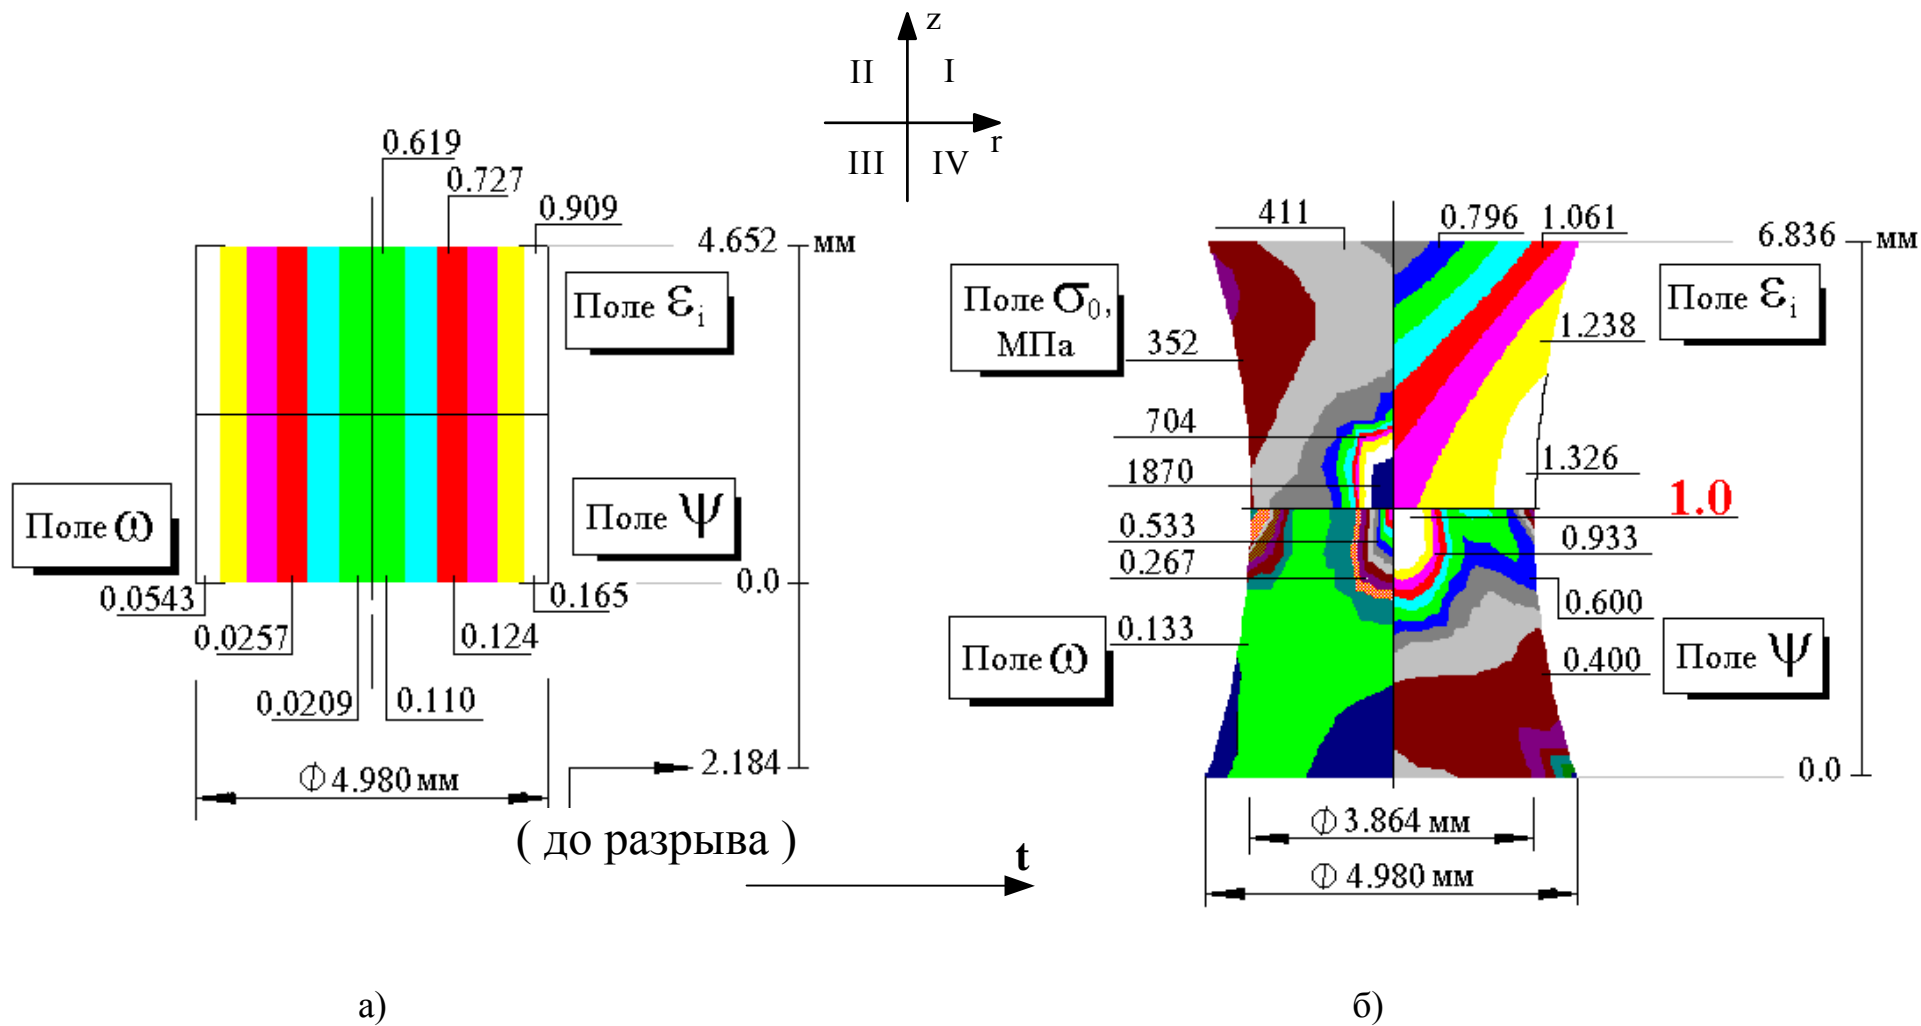 z
II
I
r
III
IV
0.619
0.727
0.909
4.652
мм
Поле εᵢ
Поле ω
Поле ψ
0.0
0.0543
0.165
0.0257
0.124
0.0209
0.110
2.184
Φ 4.980 мм
( до разрыва )
t
а)
411
0.796
1.061
6.836
мм
Поле σ₀,
МПа
Поле εᵢ
352
1.238
704
1870
1.326
1.0
0.533
0.933
0.267
0.600
0.133
0.400
Поле ω
Поле ψ
0.0
Φ 3.864 мм
Φ 4.980 мм
б)